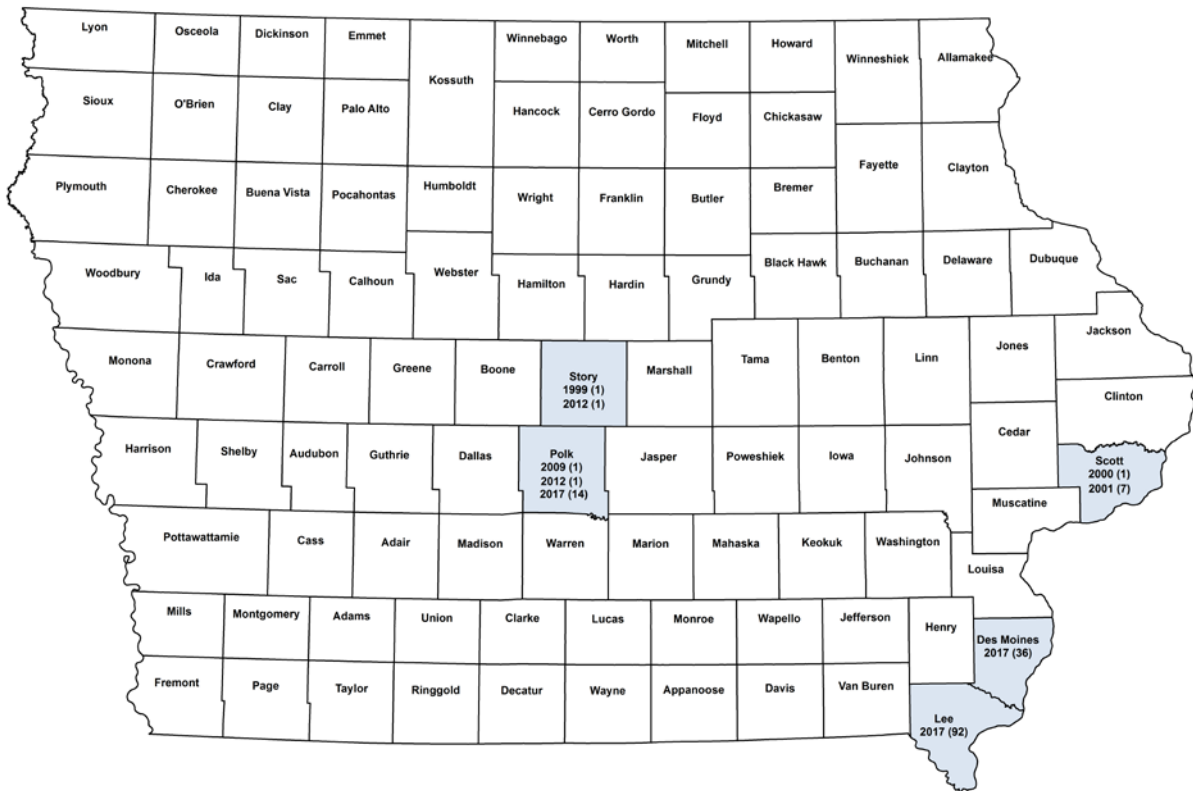 Lyon
Osceola
Dickinson
Emmet
Kossuth
Winnebago
Worth
Mitchell
Howard
Winneshiek
Allamakee
Sioux
O'Brien
Clay
Palo Alto
Hancock
Cerro Gordo
Floyd
Chickasaw
Fayette
Clayton
Plymouth
Cherokee
Buena Vista
Pocahontas
Humboldt
Wright
Franklin
Butler
Bremer
Woodbury
Ida
Sac
Calhoun
Webster
Hamilton
Hardin
Grundy
Black Hawk
Buchanan
Delaware
Dubuque
Monona
Crawford
Carroll
Greene
Boone
Story
1999 (1)
2012 (1)
Marshall
Tama
Benton
Linn
Jones
Jackson
Clinton
Harrison
Shelby
Audubon
Guthrie
Dallas
Polk
2009 (1)
2012 (1)
2017 (14)
Jasper
Poweshiek
Iowa
Johnson
Cedar
Scott
2000 (1)
2001 (7)
Muscatine
Pottawattamie
Cass
Adair
Madison
Warren
Marion
Mahaska
Keokuk
Washington
Louisa
Mills
Montgomery
Adams
Union
Clarke
Lucas
Monroe
Wapello
Jefferson
Henry
Des Moines
2017 (36)
Fremont
Page
Taylor
Ringgold
Decatur
Wayne
Appanoose
Davis
Van Buren
Lee
2017 (92)